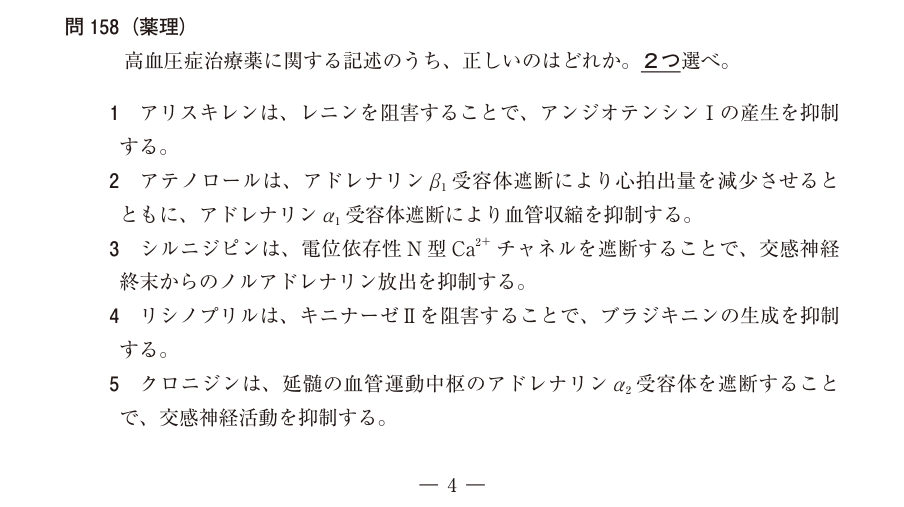 問 158 (薬理)
高血圧症治療薬に関する記述のうち、正しいのはどれか。2つ選べ。
1 アリスキレンは、レニンを阻害することで、アンジオテンシンⅠの産生を抑制
する。
2 アテノロールは、アドレナリンβ1受容体遮断により心拍出量を減少させると
ともに、アドレナリンα1受容体遮断により血管収縮を抑制する。
3 シルニジピンは、電位依存性N型Ca2+チャネルを遮断することで、交感神経
終末からのノルアドレナリン放出を抑制する。
4 リシノプリルは、キニナーゼⅡを阻害することで、ブラジキニンの生成を抑制
する。
5 クロニジンは、延髄の血管運動中枢のアドレナリンα2受容体を遮断すること
で、交感神経活動を抑制する。
— 4 —